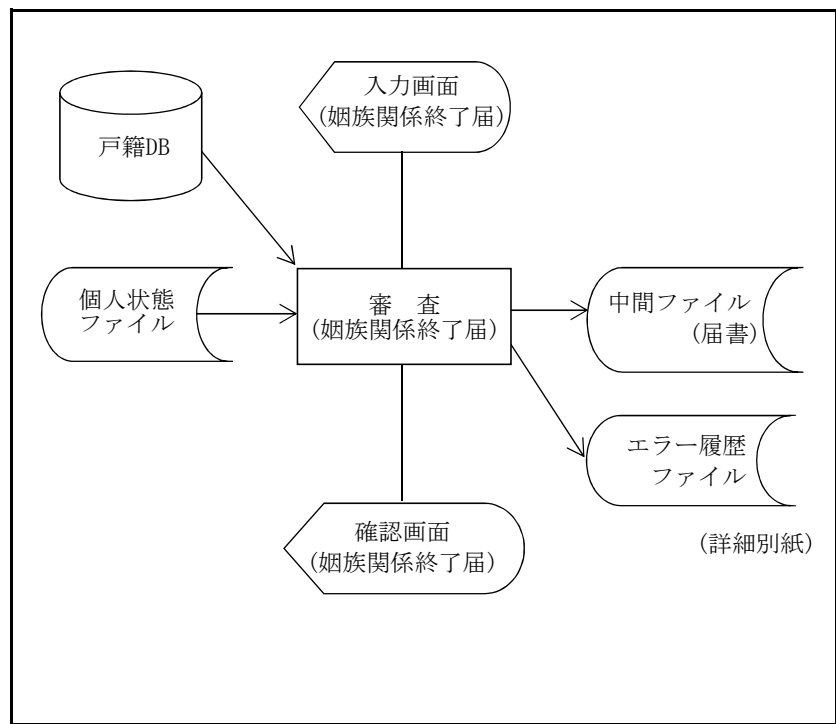 入力画面
(姻族関係終了届)
戸籍DB
個人状態
ファイル
審　査
(姻族関係終了届)
中間ファイル
(届書)
エラー履歴
ファイル
確認画面
(姻族関係終了届)
(詳細別紙)